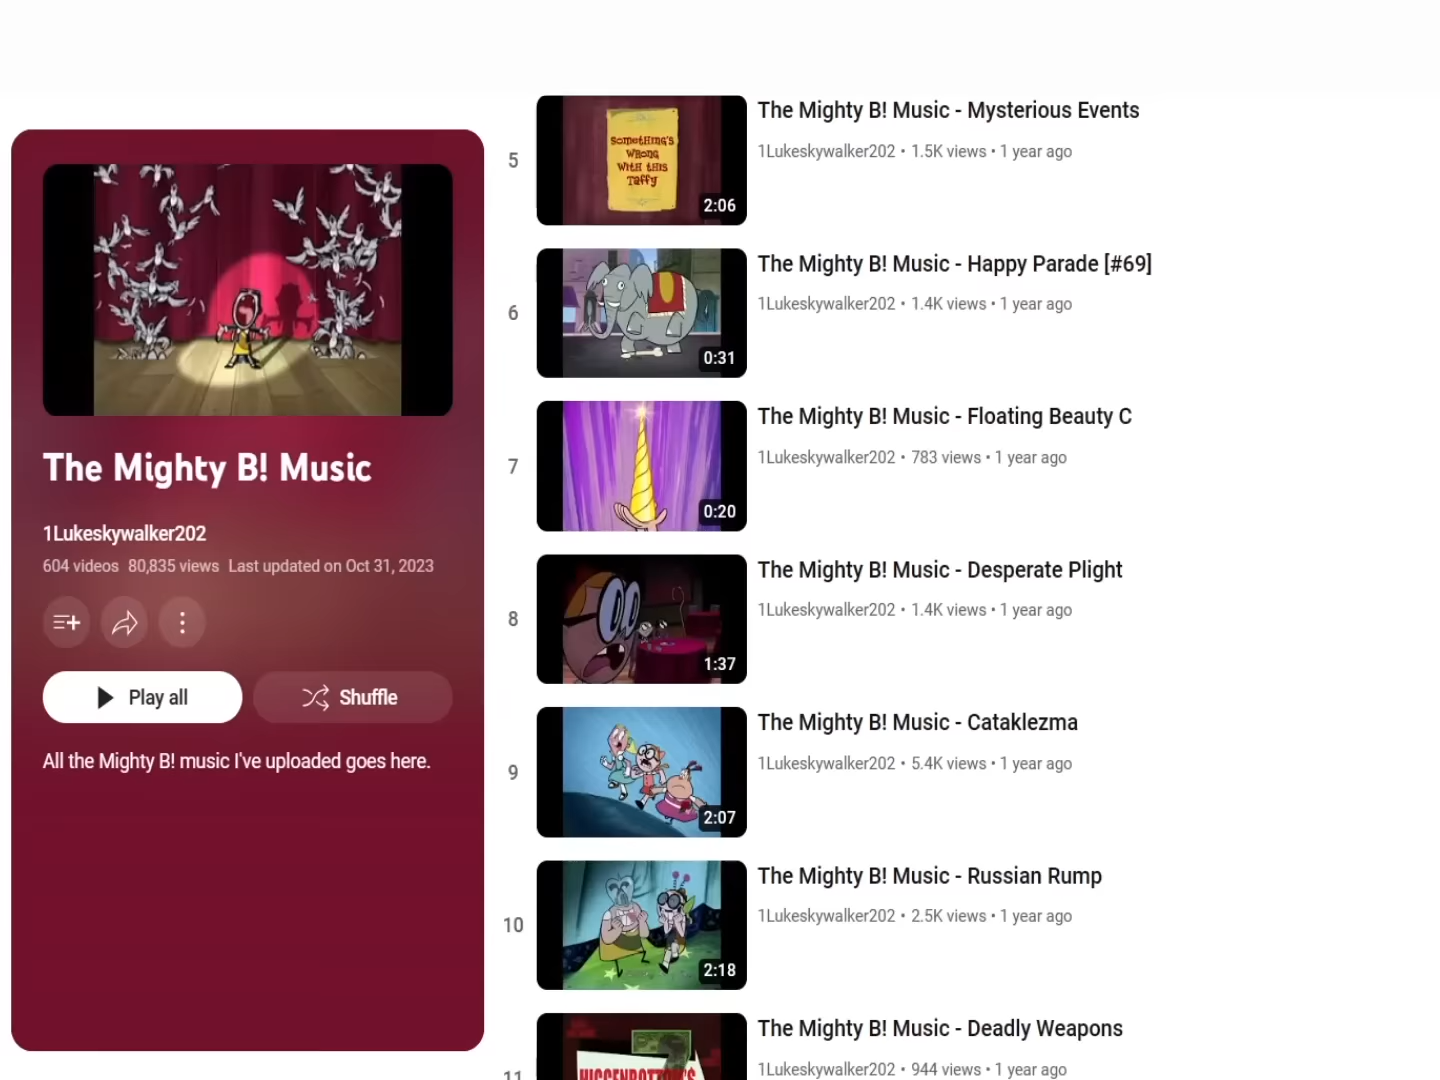 The Mighty B! Music
1Lukeskywalker202
604 videos 80,835 views Last updated on Oct 31, 2023
Play all
Shuffle
All the Mighty B! music I've uploaded goes here.
5
SOMETHING'S
WRONG
WITH tHIS
Taffy
2:06
The Mighty B! Music - Mysterious Events
1Lukeskywalker202 • 1.5K views • 1 year ago
6
0:31
The Mighty B! Music - Happy Parade [#69]
1Lukeskywalker202 • 1.4K views • 1 year ago
7
0:20
The Mighty B! Music - Floating Beauty C
1Lukeskywalker202 • 783 views • 1 year ago
8
1:37
The Mighty B! Music - Desperate Plight
1Lukeskywalker202 • 1.4K views • 1 year ago
9
2:07
The Mighty B! Music - Cataklezma
1Lukeskywalker202 • 5.4K views • 1 year ago
10
2:18
The Mighty B! Music - Russian Rump
1Lukeskywalker202 • 2.5K views • 1 year ago
11
HIGGENBOTTOM'S
The Mighty B! Music - Deadly Weapons
1Lukeskywalker202 • 944 views • 1 year ago